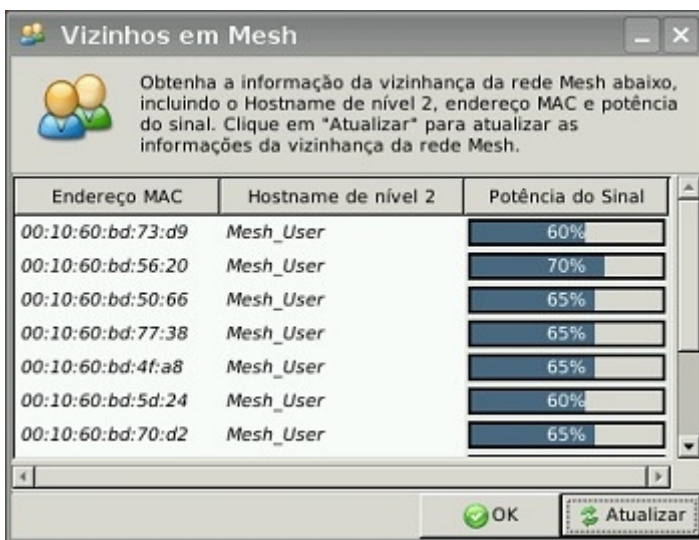 Vizinhos em Mesh
Obtenha a informação da vizinhança da rede Mesh abaixo,
incluindo o Hostname de nível 2, endereço MAC e potência
do sinal. Clique em "Atualizar" para atualizar as
informações da vizinhança da rede Mesh.
Endereço MAC Hostname de nível 2 Potência do Sinal
00:10:60:bd:73:d9 Mesh_User 60%
00:10:60:bd:56:20 Mesh_User 70%
00:10:60:bd:50:66 Mesh_User 65%
00:10:60:bd:77:38 Mesh_User 65%
00:10:60:bd:4f:a8 Mesh_User 65%
00:10:60:bd:5d:24 Mesh_User 60%
00:10:60:bd:70:d2 Mesh_User 65%
OK Atualizar